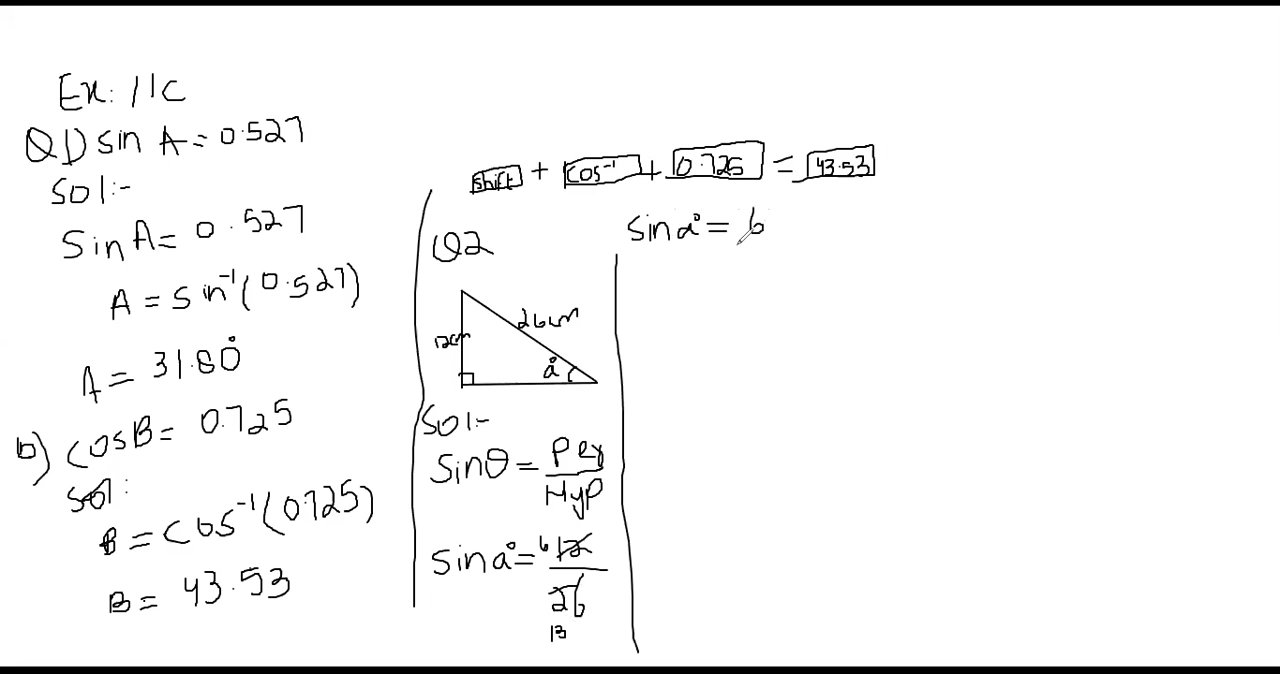 Ex: 11C
Q1) sin A = 0.527
Sol:-
Sin A = 0.527
A = sin⁻¹(0.527)
A = 31.80°
b) Cos B = 0.725
Sol:
B = Cos⁻¹(0.725)
B = 43.53
shift + cos⁻¹ + 0.725 = 43.53
Q2
12cm
26cm
a°
Sol:-
Sinθ = Per
Hyp
Sin a° = 6 12
26
13
Sin a° = 6